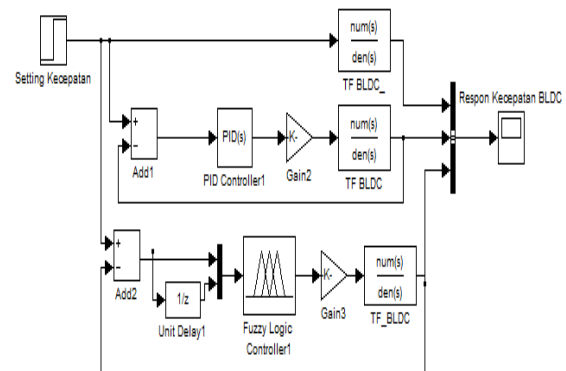 num(s)
den(s)
TF BLDC_
Setting Kecepatan
Respon Kecepatan BLDC
+
−
Add1
PID(s)
PID Controller1
-K-
Gain2
num(s)
den(s)
TF BLDC
+
−
Add2
1/z
Unit Delay1
Fuzzy Logic
Controller1
-K-
Gain3
num(s)
den(s)
TF_BLDC